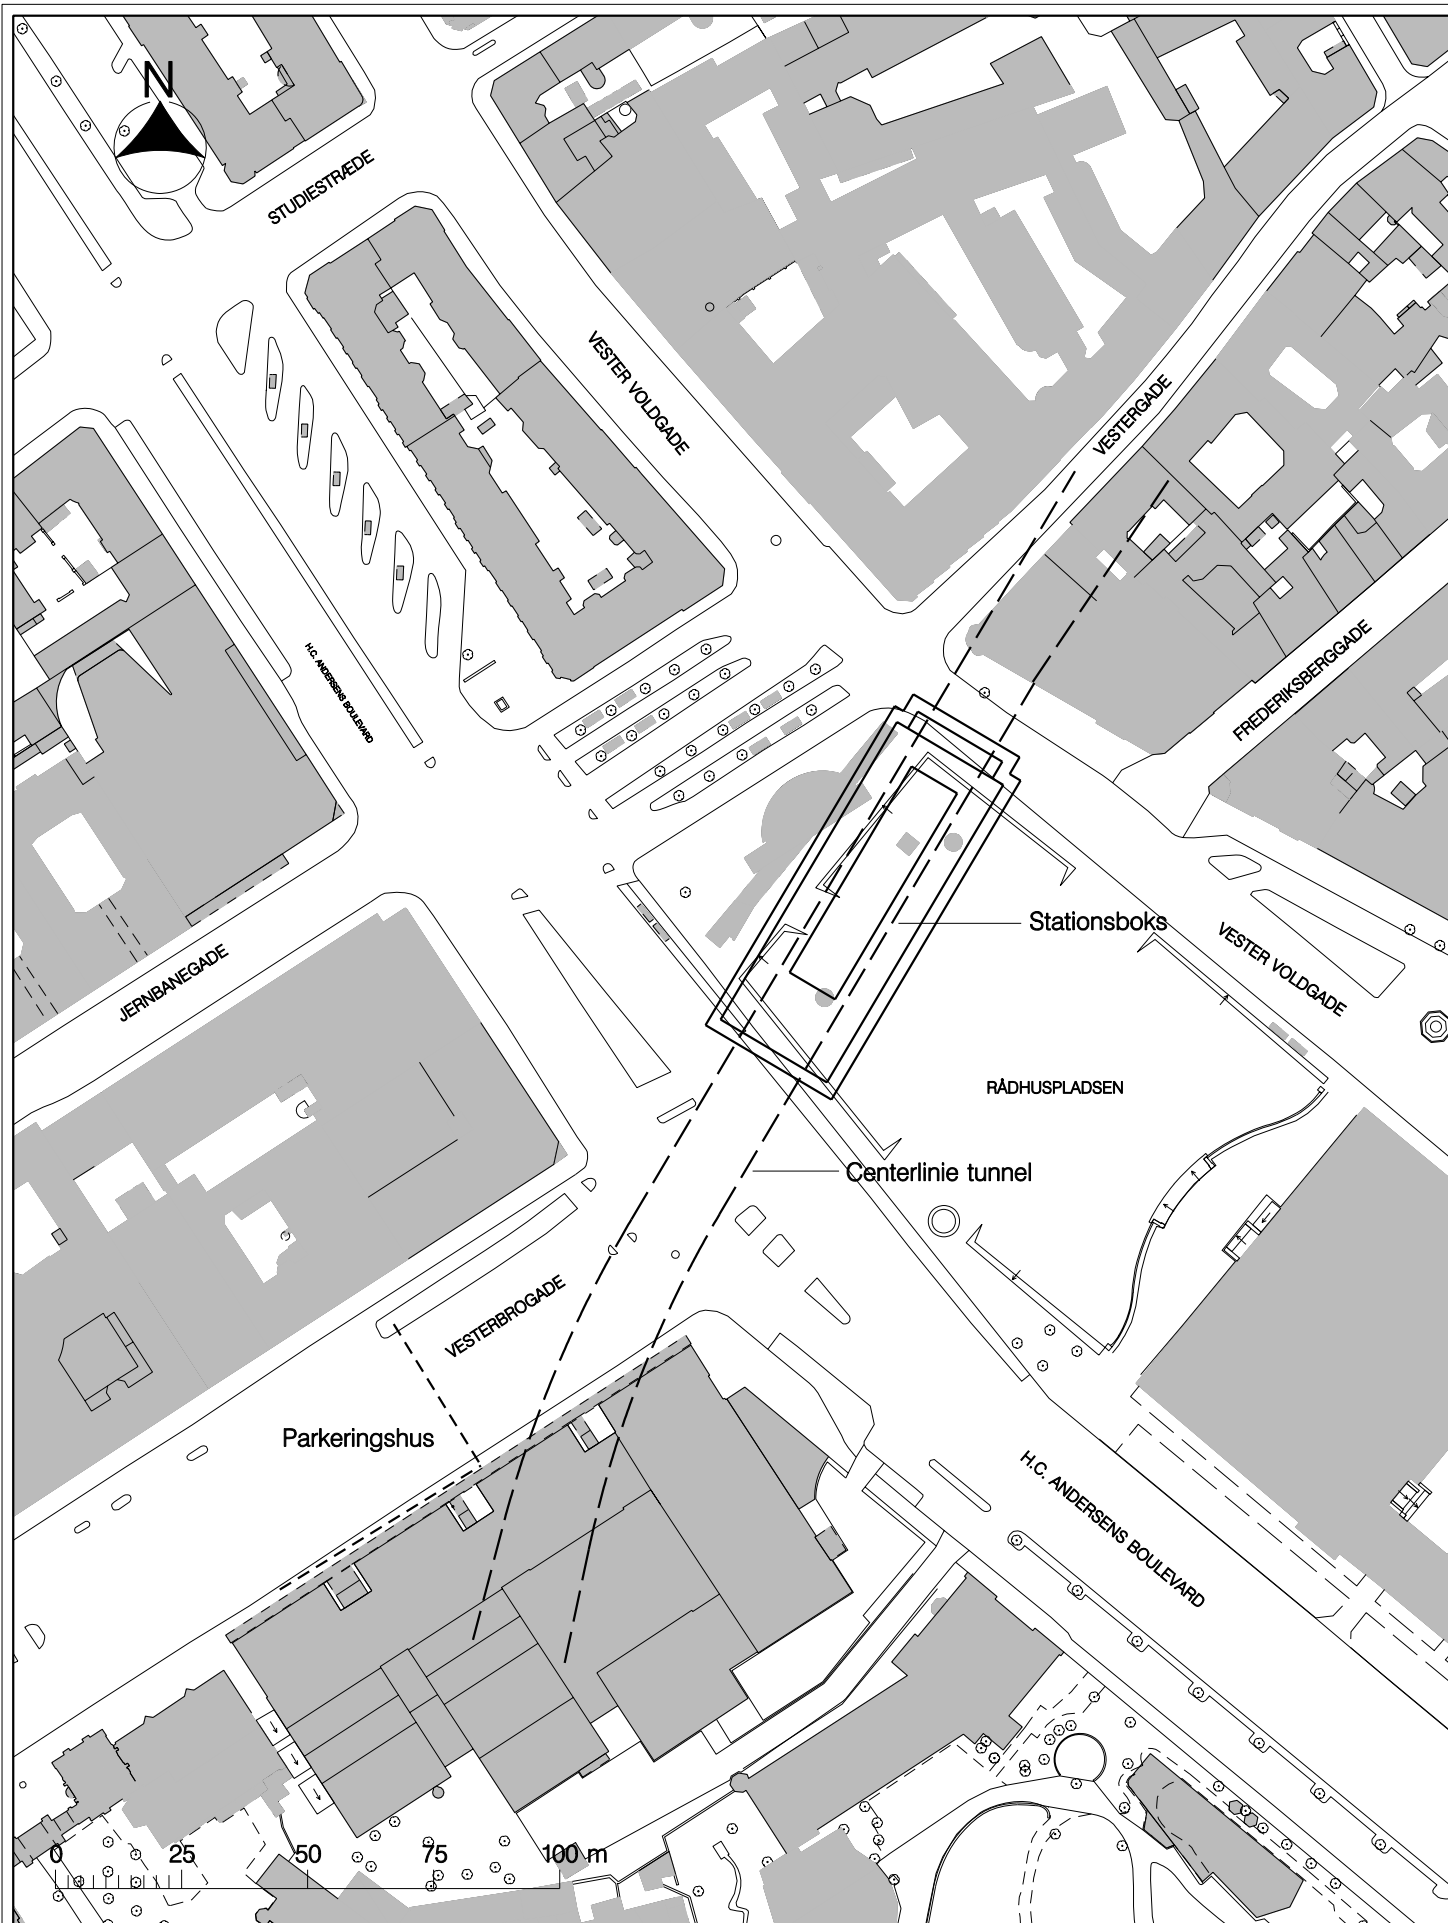 N
STUDIESTRÆDE
VESTER VOLDGADE
VESTERGADE
H.C. ANDERSENS BOULEVARD
FREDERIKSBERGGADE
Stationsboks
VESTER VOLDGADE
JERNBANEGADE
RÅDHUSPLADSEN
Centerlinie tunnel
VESTERBROGADE
Parkeringshus
H.C. ANDERSENS BOULEVARD
0 25 50 75 100 m